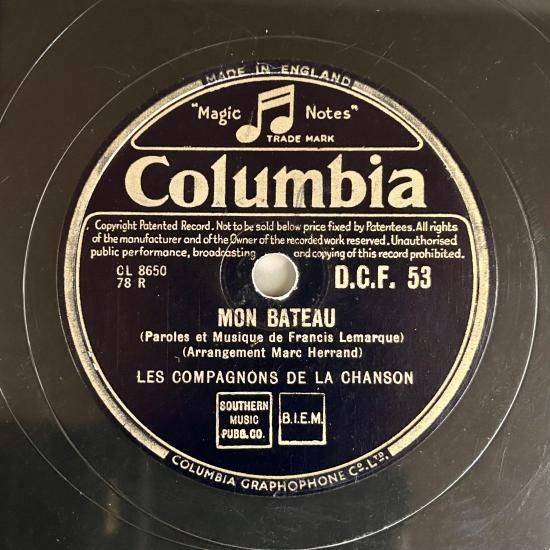 MADE IN ENGLAND
"Magic Notes"
TRADE MARK
Columbia
Copyright Patented Record. Not to be sold below price fixed by Patentees. All rights
of the manufacturer and of the Owner of the recorded work reserved. Unauthorised
public performance, broadcasting and copying of this record prohibited.
CL 8650
78 R
D.C.F. 53
MON BATEAU
(Paroles et Musique de Francis Lemarque)
(Arrangement Marc Herrand)
LES COMPAGNONS DE LA CHANSON
SOUTHERN
MUSIC
PUBG. CO.
B.I.E.M.
COLUMBIA GRAPHOPHONE CO. LTD.